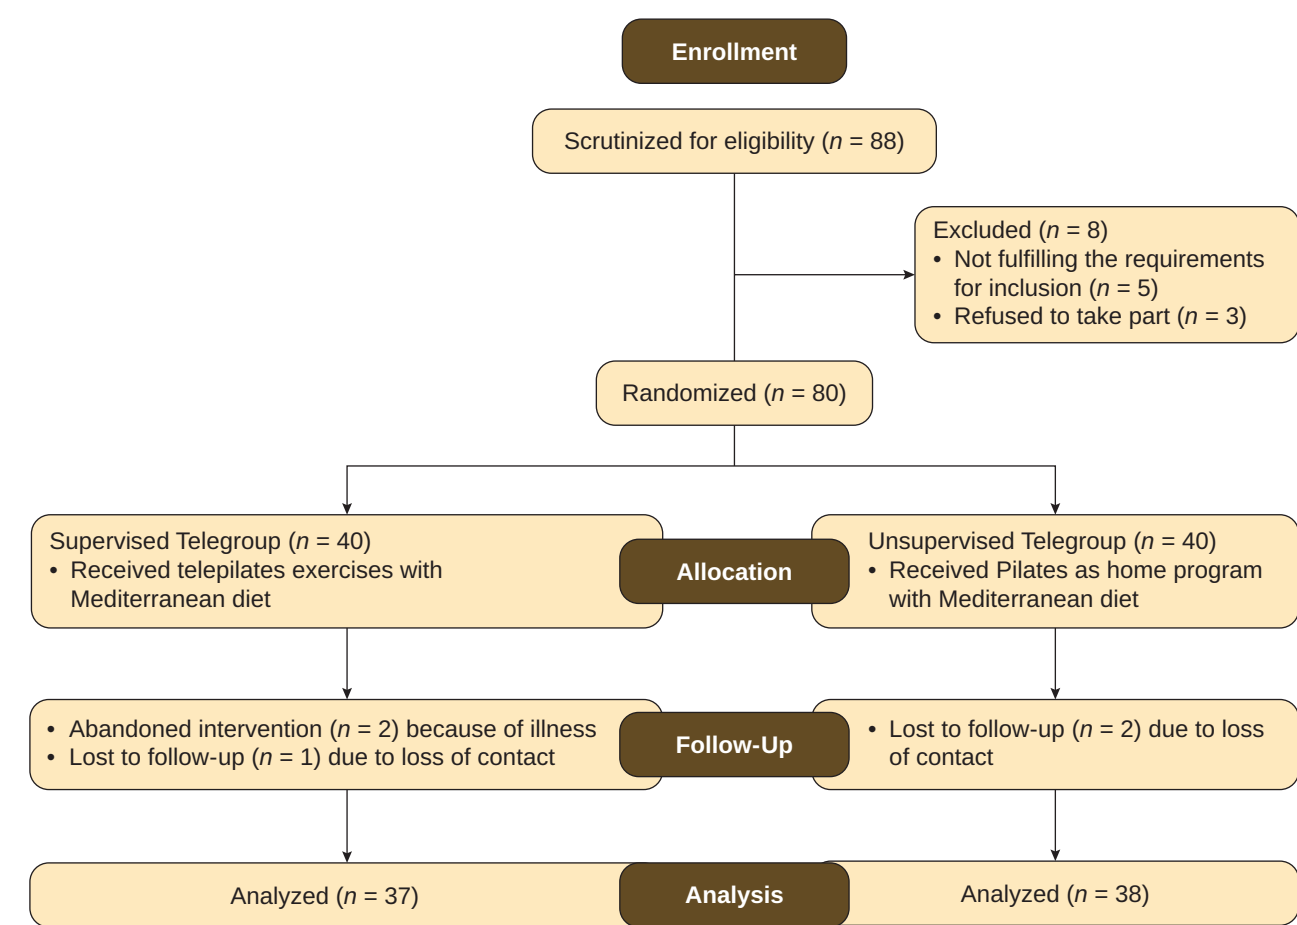 Enrollment
Scrutinized for eligibility (n = 88)
Excluded (n = 8)
• Not fulfilling the requirements
for inclusion (n = 5)
• Refused to take part (n = 3)
Randomized (n = 80)
Supervised Telegroup (n = 40)
• Received telepilates exercises with
Mediterranean diet
Allocation
Unsupervised Telegroup (n = 40)
• Received Pilates as home program
with Mediterranean diet
• Abandoned intervention (n = 2) because of illness
• Lost to follow-up (n = 1) due to loss of contact
Follow-Up
• Lost to follow-up (n = 2) due to loss
of contact
Analyzed (n = 37)
Analysis
Analyzed (n = 38)